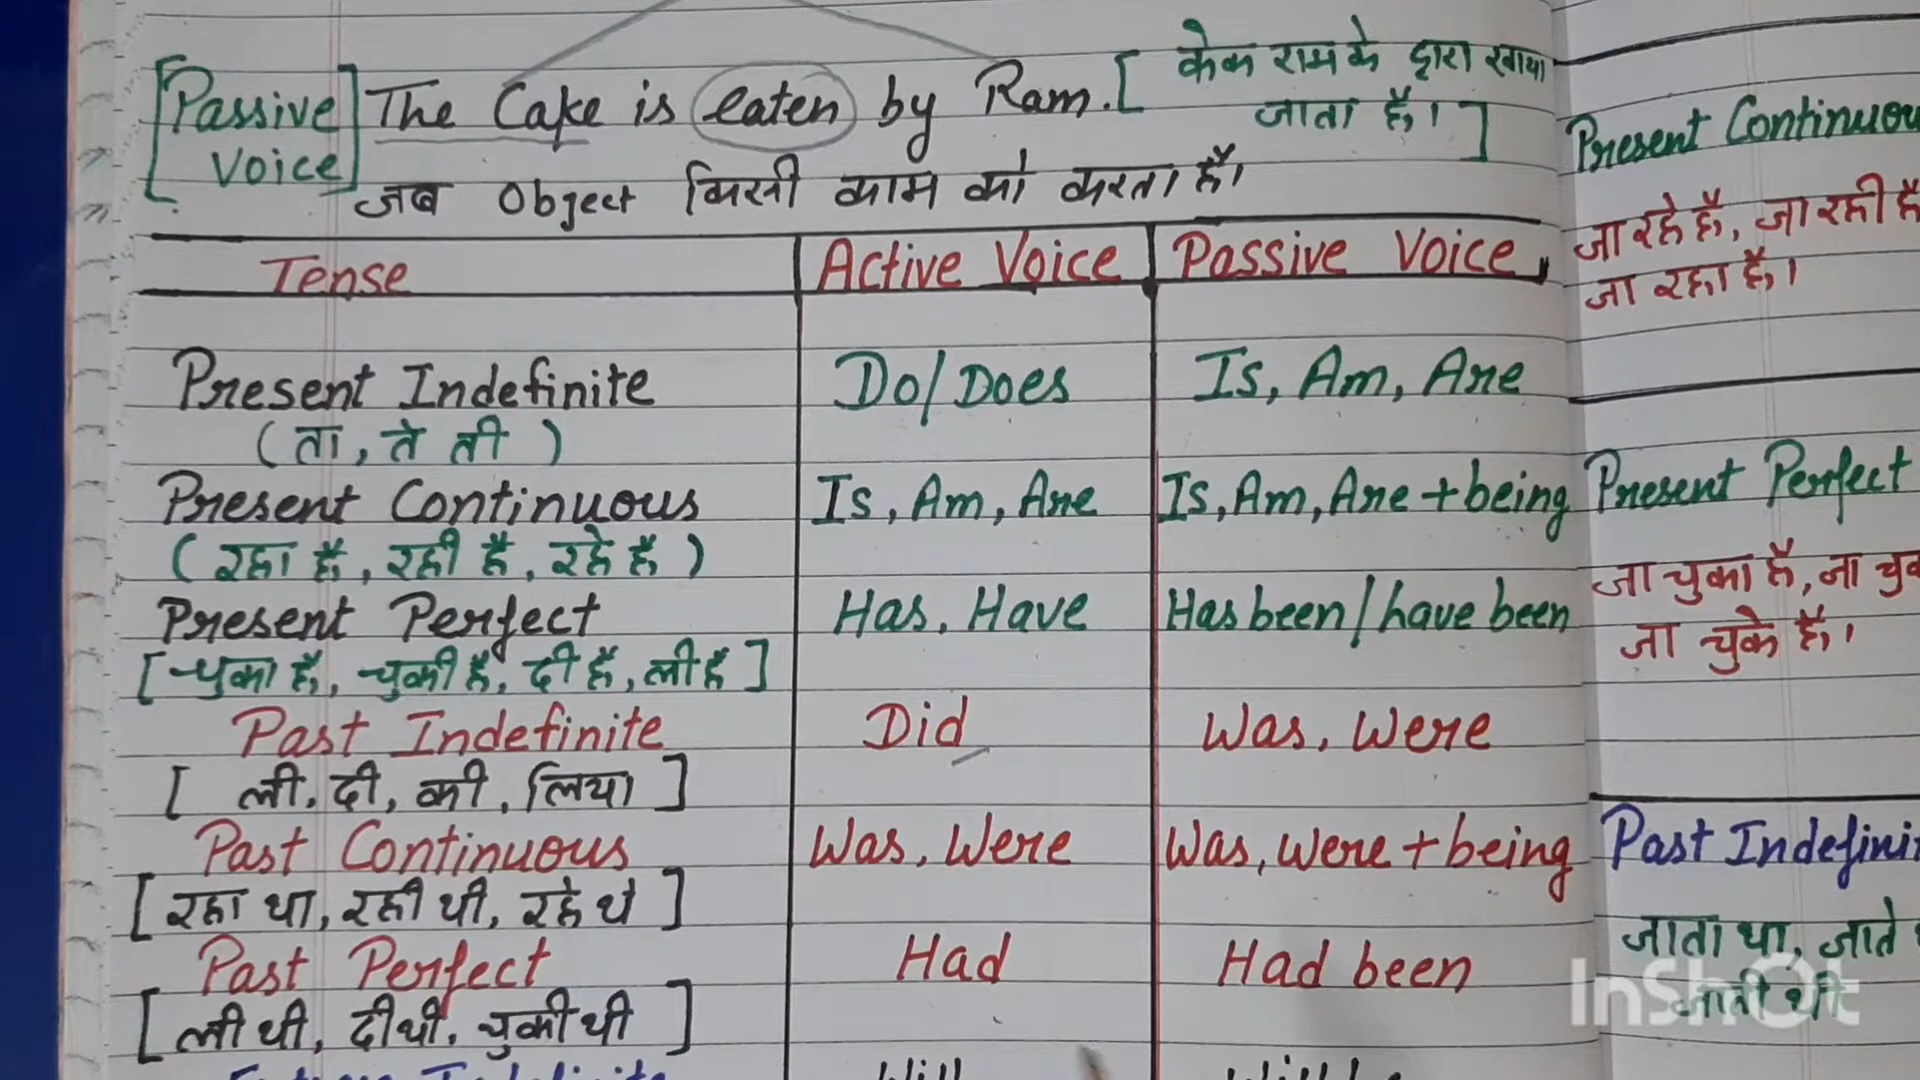 [Passive Voice] The Cake is eaten by Ram. [केक राम के द्वारा खाया जाता है।]
जब Object किसी काम को करता है।
Tense Active Voice Passive Voice
Present Indefinite Do/Does Is, Am, Are
(ता, ते ती)
Present Continuous Is, Am, Are Is, Am, Are + being
(रहा है, रही है, रहे है)
Present Perfect Has, Have Has been/have been
[चुका है, चुकी है, दी है, ली है]
Past Indefinite Did Was, Were
[ली, दी, की, लिया]
Past Continuous Was, Were Was, Were + being
[रहा था, रही थी, रहे थे]
Past Perfect Had Had been
[ली थी, दी थी, चुकी थी]
Will
Present Continuou
जा रहे है, जा रही है
जा रहा है।
Present Perfect
जा चुका है, जा चुक
जा चुके है।
Past Indefini
जाता था, जाते
जाती थी
InShOt